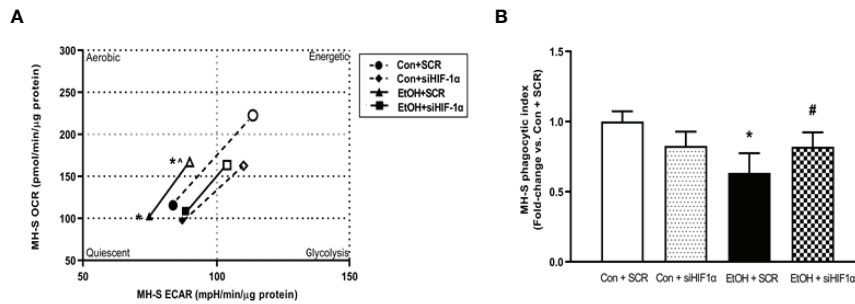 A
MH-S OCR (pmol/min/µg protein)
300
250
200
150
100
50
Aerobic
Energetic
Quiescent
Glycolysis
*^
*
50
100
150
MH-S ECAR (mpH/min/µg protein)
Con+SCR
Con+siHIF-1α
EtOH+SCR
EtOH+siHIF-1α
B
MH-S phagocytic index
(Fold-change vs. Con + SCR)
1.5
1.0
0.5
0.0
*
#
Con + SCR
Con + siHIF1α
EtOH + SCR
EtOH + siHIF1α